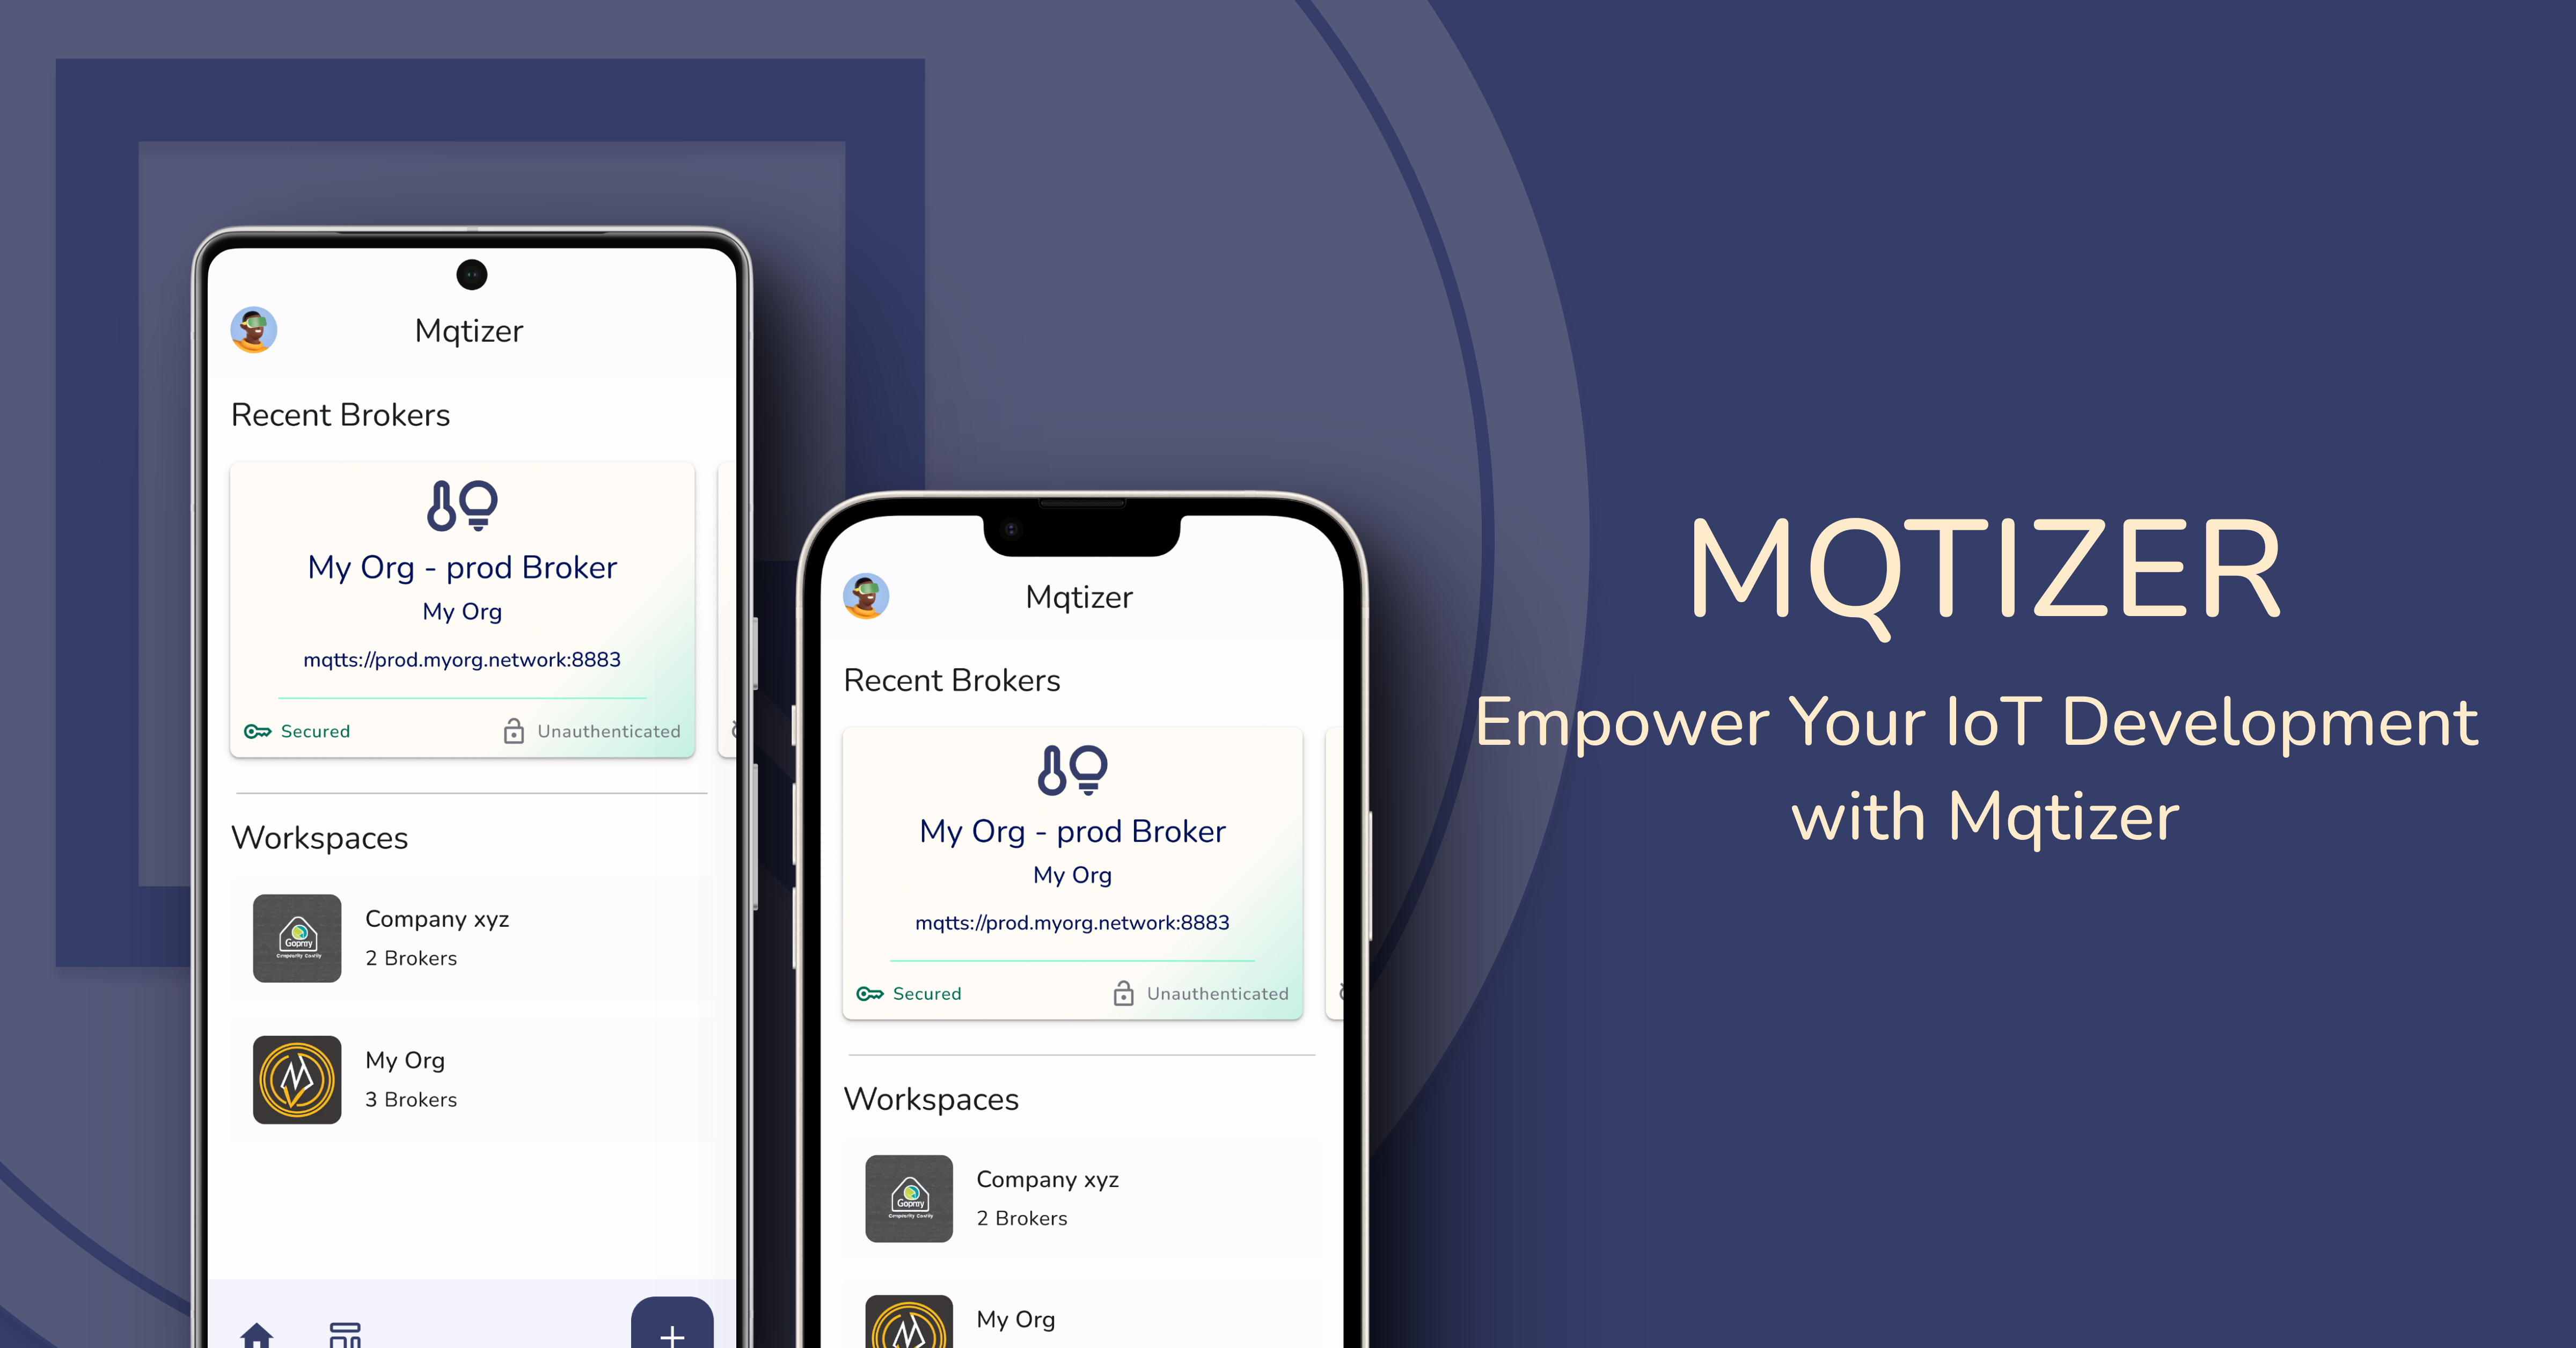 Mqtizer
Recent Brokers
My Org - prod Broker
My Org
mqtts://prod.myorg.network:8883
Secured
Unauthenticated
Workspaces
Goprrry
Company xyz
2 Brokers
My Org
3 Brokers
Mqtizer
Recent Brokers
My Org - prod Broker
My Org
mqtts://prod.myorg.network:8883
Secured
Unauthenticated
Workspaces
Company xyz
2 Brokers
My Org
MQTIZER
Empower Your IoT Development
with Mqtizer